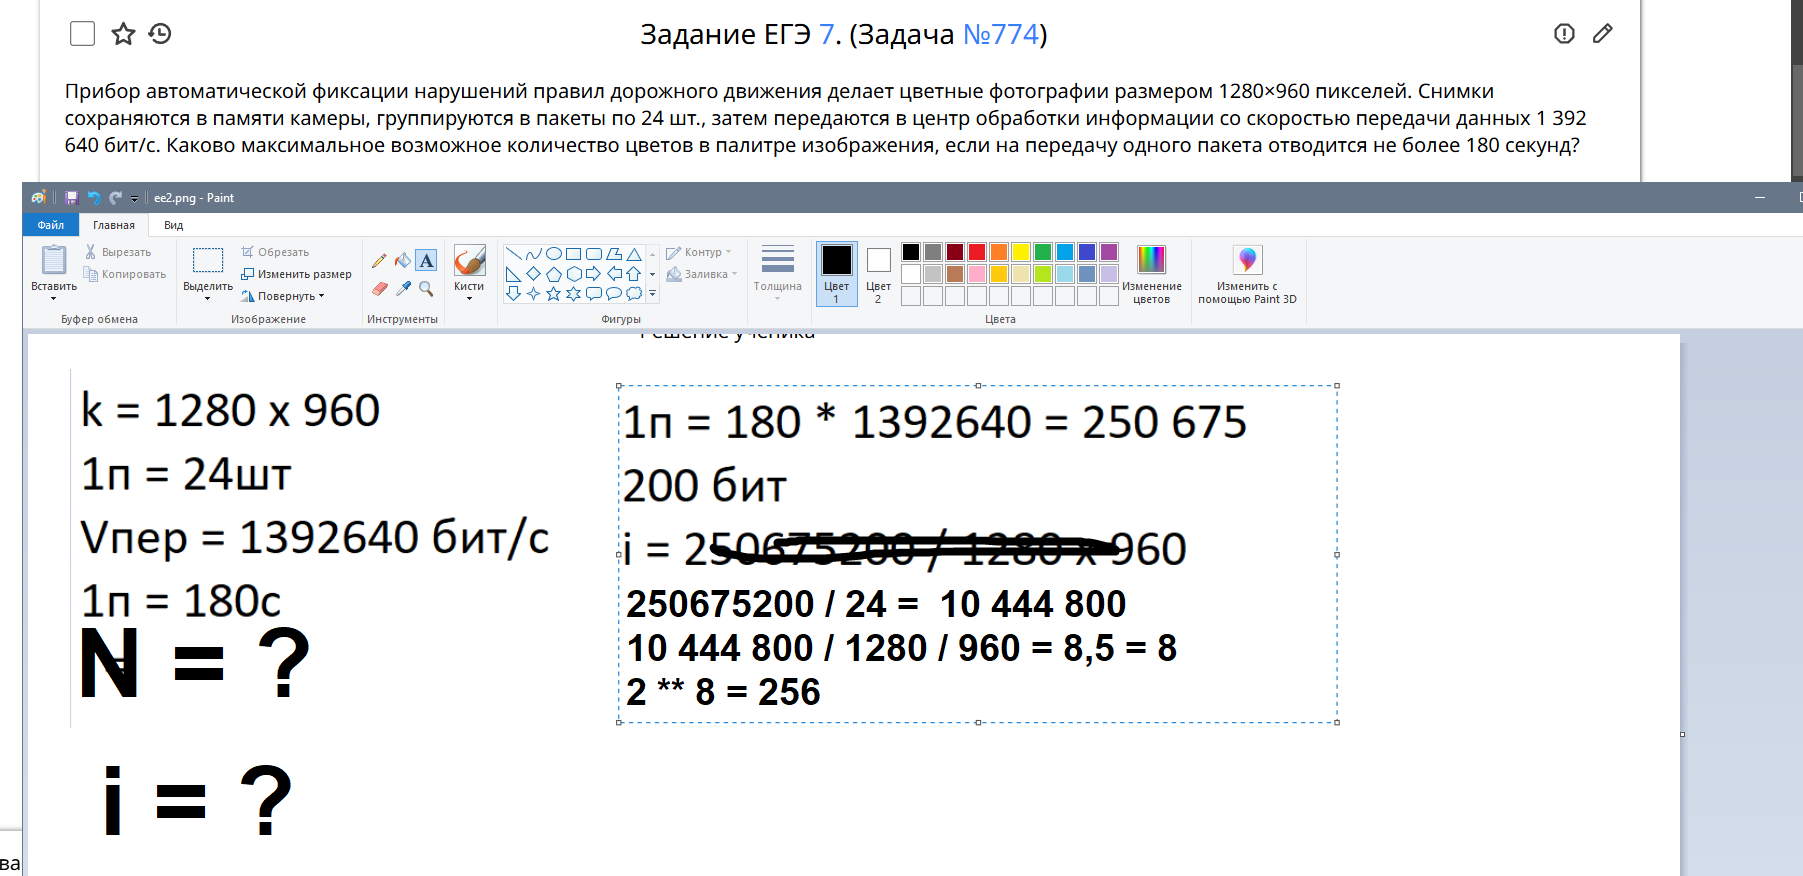 Задание ЕГЭ 7. (Задача №774)
Прибор автоматической фиксации нарушений правил дорожного движения делает цветные фотографии размером 1280×960 пикселей. Снимки
сохраняются в памяти камеры, группируются в пакеты по 24 шт., затем передаются в центр обработки информации со скоростью передачи данных 1 392
640 бит/с. Каково максимальное возможное количество цветов в палитре изображения, если на передачу одного пакета отводится не более 180 секунд?
ee2.png - Paint
Файл Главная Вид
Вставить
Вырезать
Копировать
Буфер обмена
Выделить
Обрезать
Изменить размер
Повернуть
Изображение
A
Инструменты
Кисти
Контур
Заливка
Фигуры
Толщина
Цвет
1
Цвет
2
Изменение
цветов
Цвета
Изменить с
помощью Paint 3D
Решение ученика
k = 1280 x 960
1п = 24шт
Vпер = 1392640 бит/с
1п = 180с
N = ?
i = ?
1п = 180 * 1392640 = 250 675
200 бит
i = 250675200 / 1280 x 960
250675200 / 24 = 10 444 800
10 444 800 / 1280 / 960 = 8,5 = 8
2 ** 8 = 256
ва